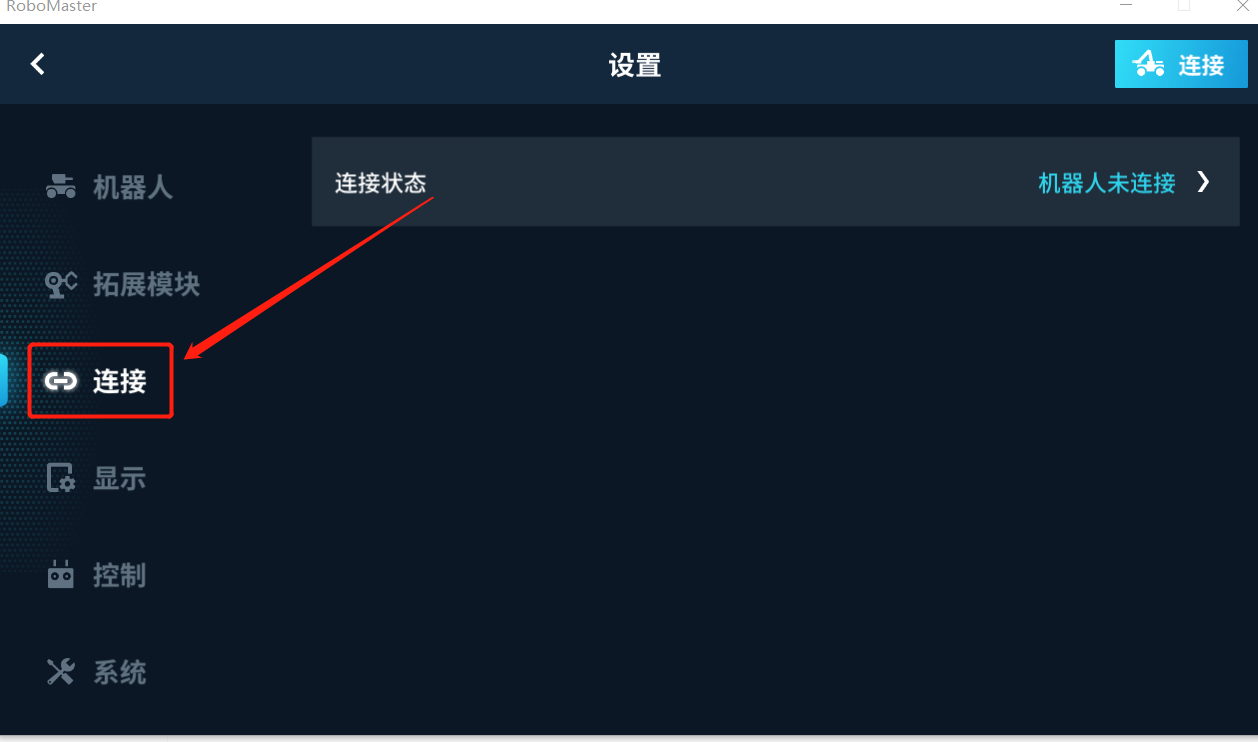 RoboMaster
设置
连接
机器人
拓展模块
连接
显示
控制
系统
连接状态
机器人未连接